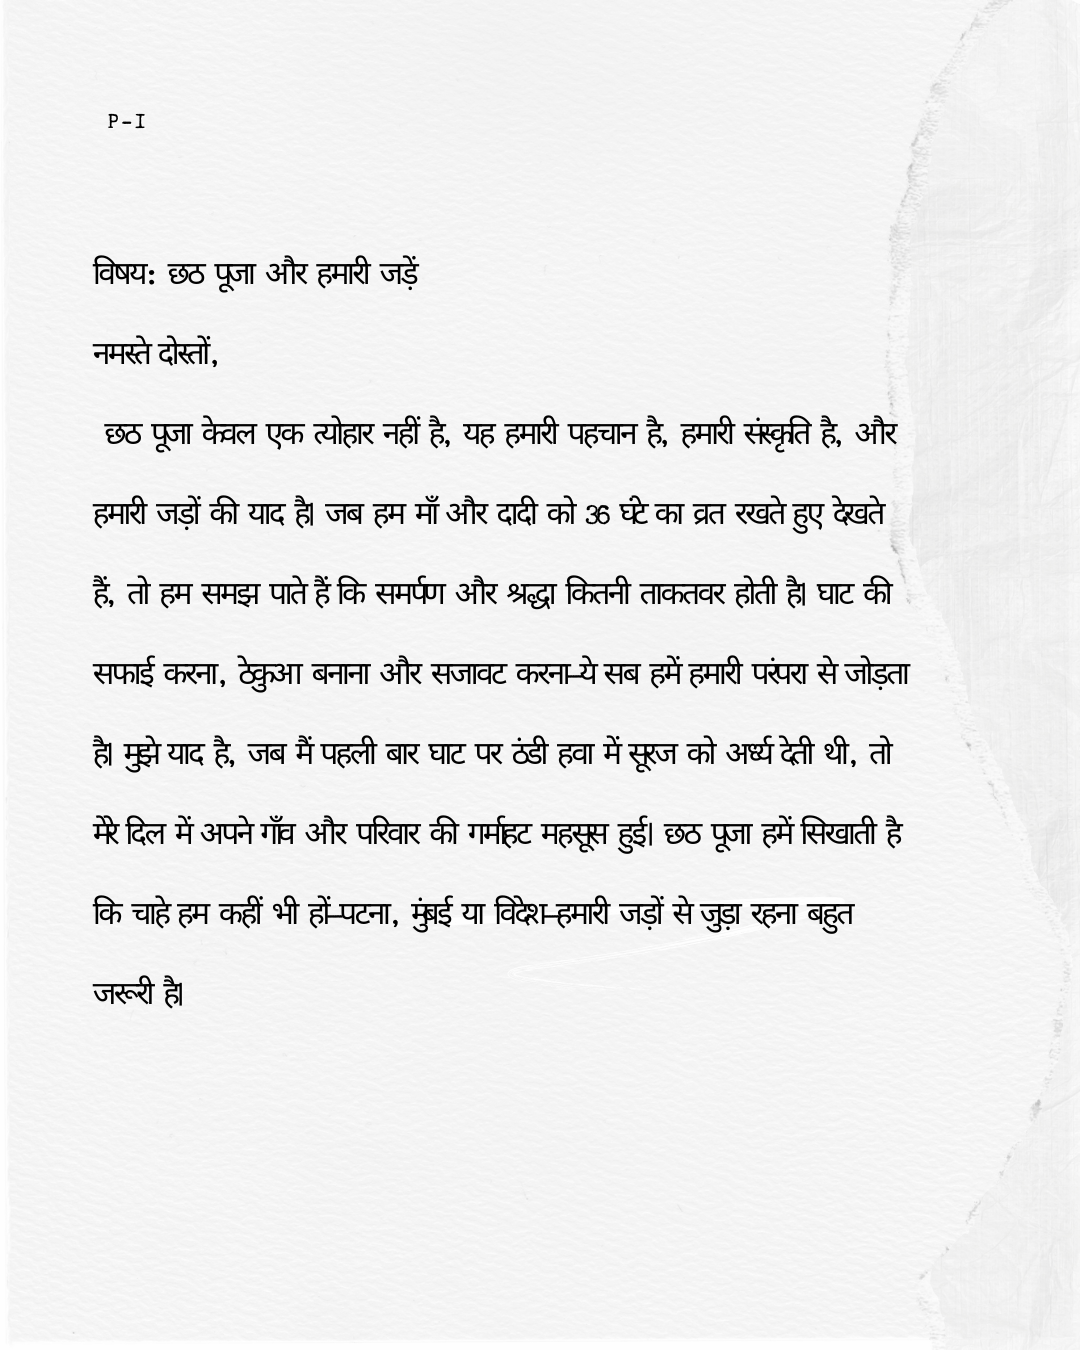 P-I
विषय: छठ पूजा और हमारी जड़ें
नमस्ते दोस्तों,
छठ पूजा केवल एक त्योहार नहीं है, यह हमारी पहचान है, हमारी संस्कृति है, और
हमारी जड़ों की याद है। जब हम माँ और दादी को 36 घंटे का व्रत रखते हुए देखते
हैं, तो हम समझ पाते हैं कि समर्पण और श्रद्धा कितनी ताकतवर होती है। घाट की
सफाई करना, ठेकुआ बनाना और सजावट करना—ये सब हमें हमारी परंपरा से जोड़ता
है। मुझे याद है, जब मैं पहली बार घाट पर ठंडी हवा में सूरज को अर्ध्य देती थी, तो
मेरे दिल में अपने गाँव और परिवार की गर्माहट महसूस हुई। छठ पूजा हमें सिखाती है
कि चाहे हम कहीं भी हों—पटना, मुंबई या विदेश—हमारी जड़ों से जुड़ा रहना बहुत
जरूरी है।